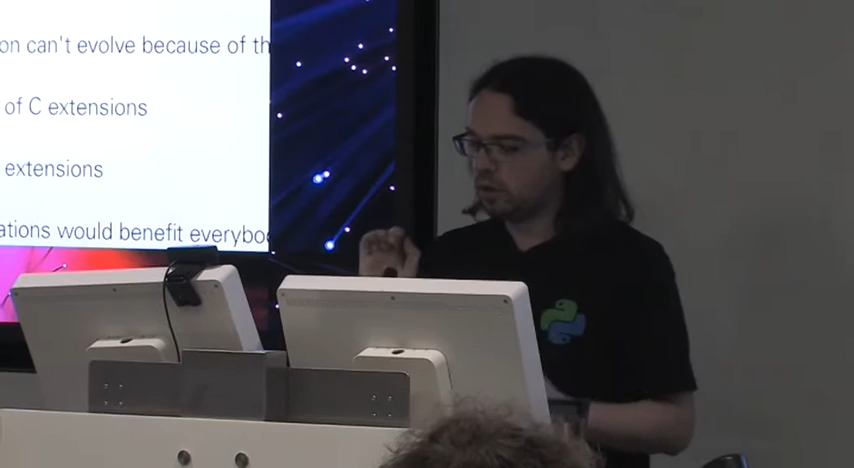 on can't evolve because of th
of C extensions
extensions
ations would benefit everybo